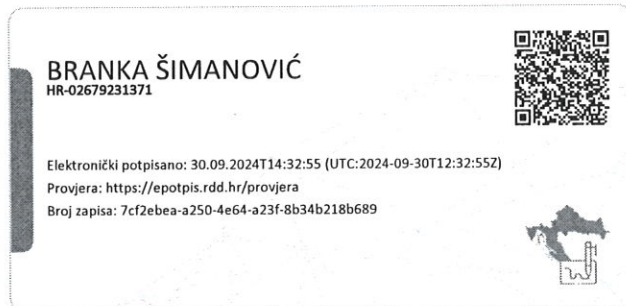 BRANKA ŠIMANOVIĆ
HR-02679231371
Elektronički potpisano: 30.09.2024T14:32:55 (UTC:2024-09-30T12:32:55Z)
Provjera: https://epotpis.rdd.hr/provjera
Broj zapisa: 7cf2ebea-a250-4e64-a23f-8b34b218b689